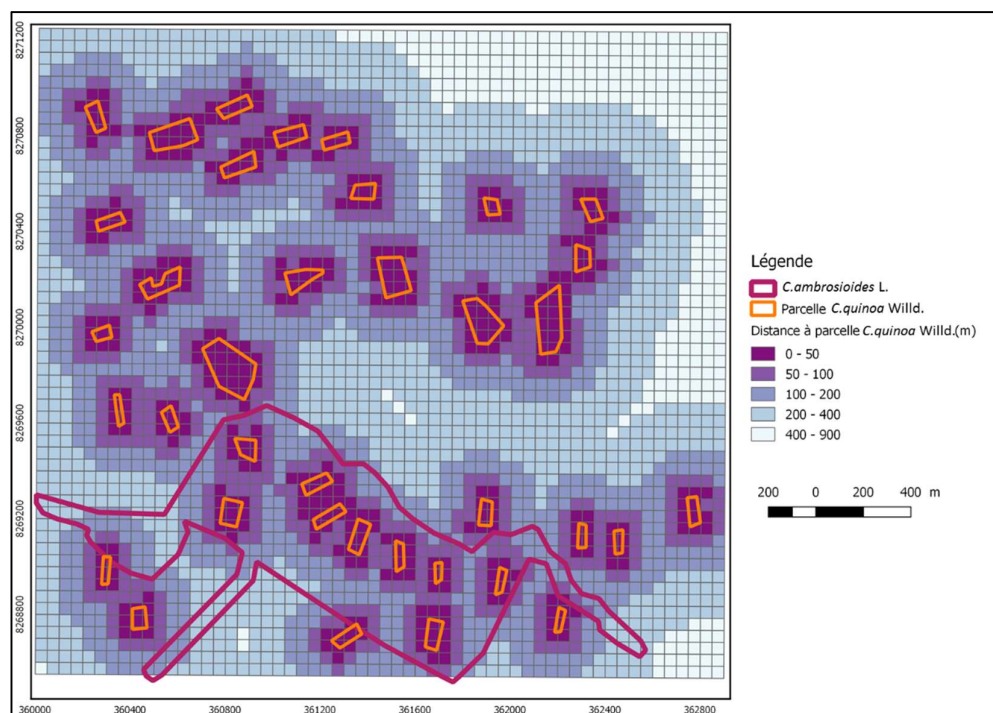 8271200
8270800
8270400
8270000
8269600
8269200
8268800
360000 360400 360800 361200 361600 362000 362400 362800
Légende
C.ambrosioides L.
Parcelle C.quinoa Willd.
Distance à parcelle C.quinoa Willd.(m)
0 - 50
50 - 100
100 - 200
200 - 400
400 - 900
200 0 200 400 m